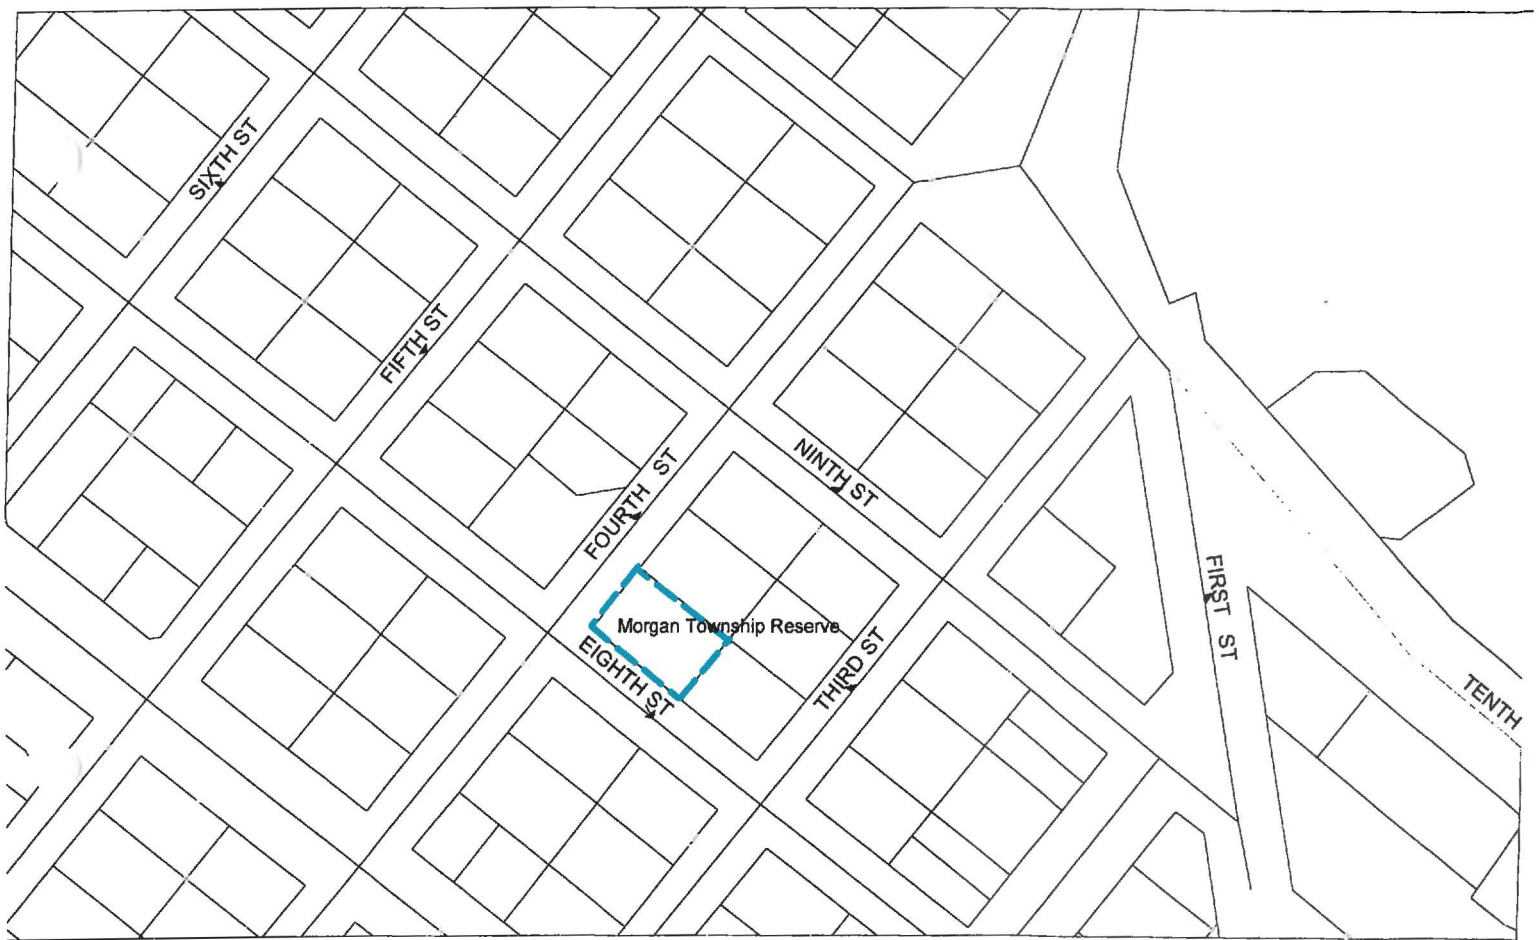 SIXTH ST
FIFTH ST
NINTH ST
FOURTH ST
FIRST ST
Morgan Township Reserve
EIGHTH ST
THIRD ST
TENTH